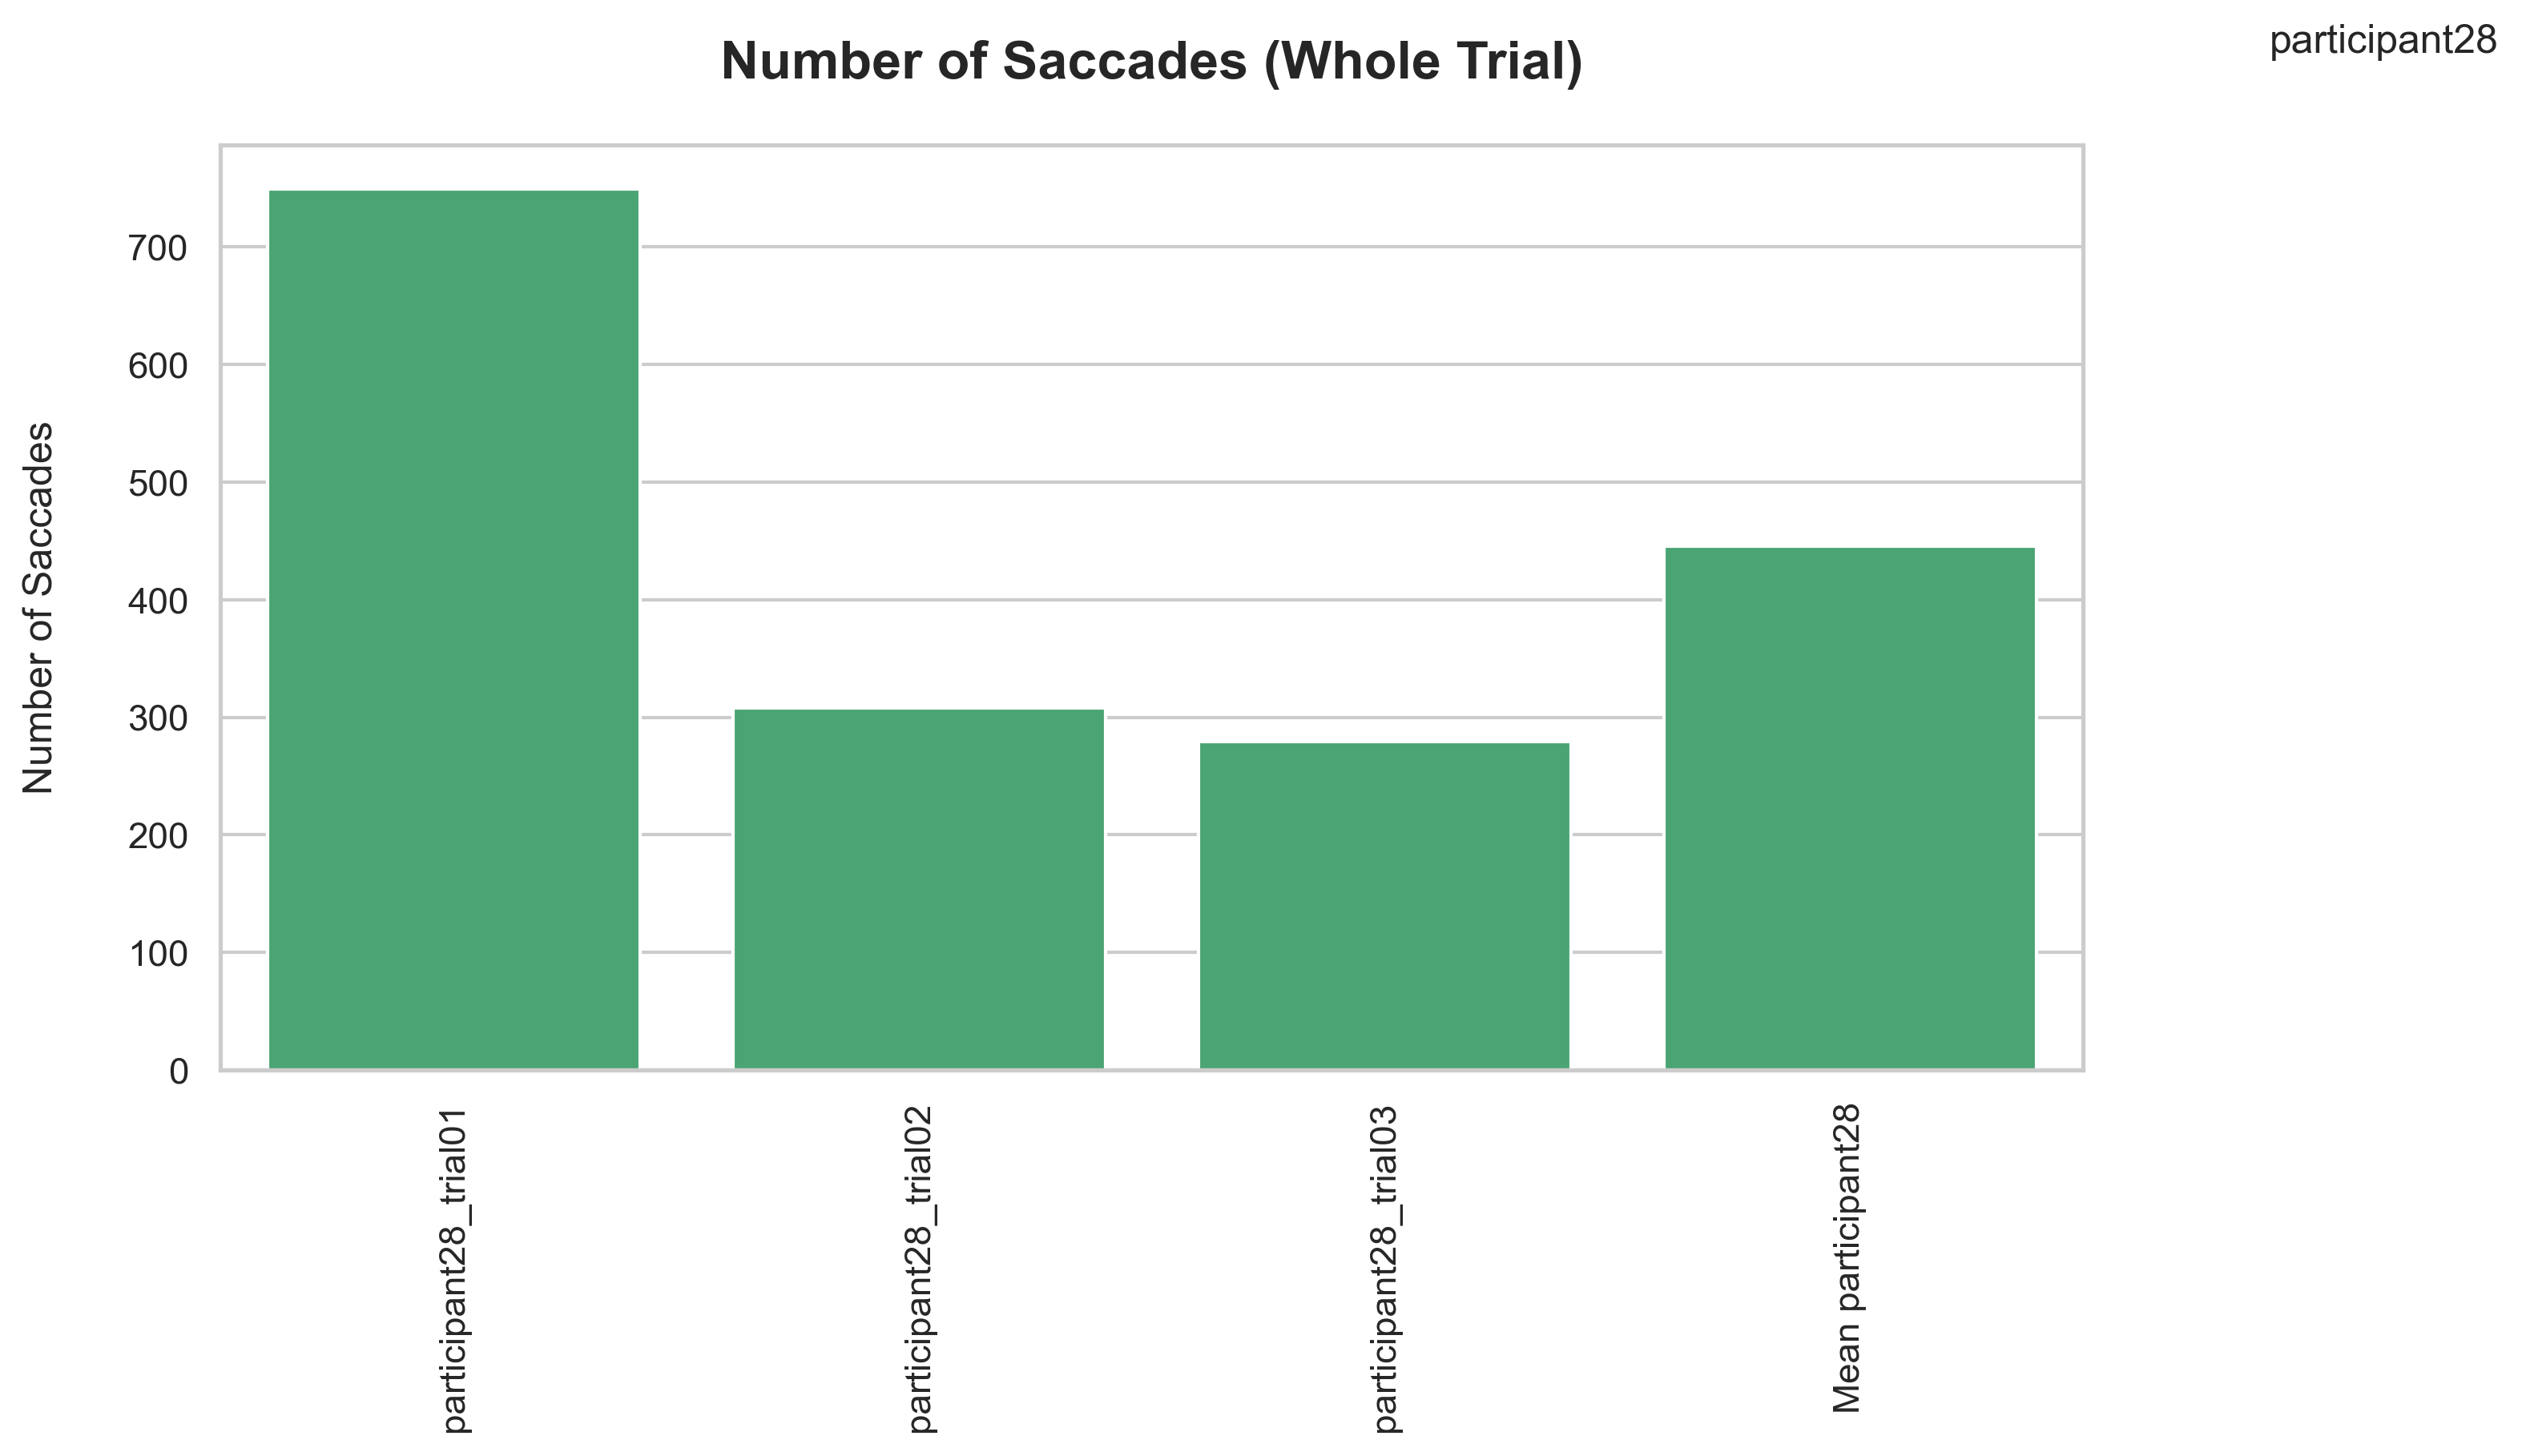 participant28
Number of Saccades (Whole Trial)
Number of Saccades
700
600
500
400
300
200
100
0
participant28_trial01
participant28_trial02
participant28_trial03
Mean participant28